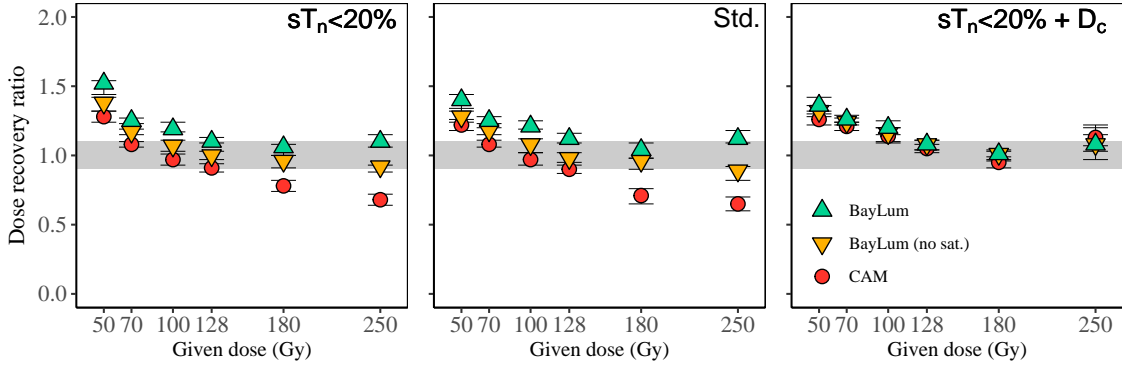 sTn<20%
Std.
sTn<20% + Dc
Dose recovery ratio
2.0
1.5
1.0
0.5
0.0
BayLum
BayLum (no sat.)
CAM
50 70 100 128 180 250
50 70 100 128 180 250
50 70 100 128 180 250
Given dose (Gy)
Given dose (Gy)
Given dose (Gy)